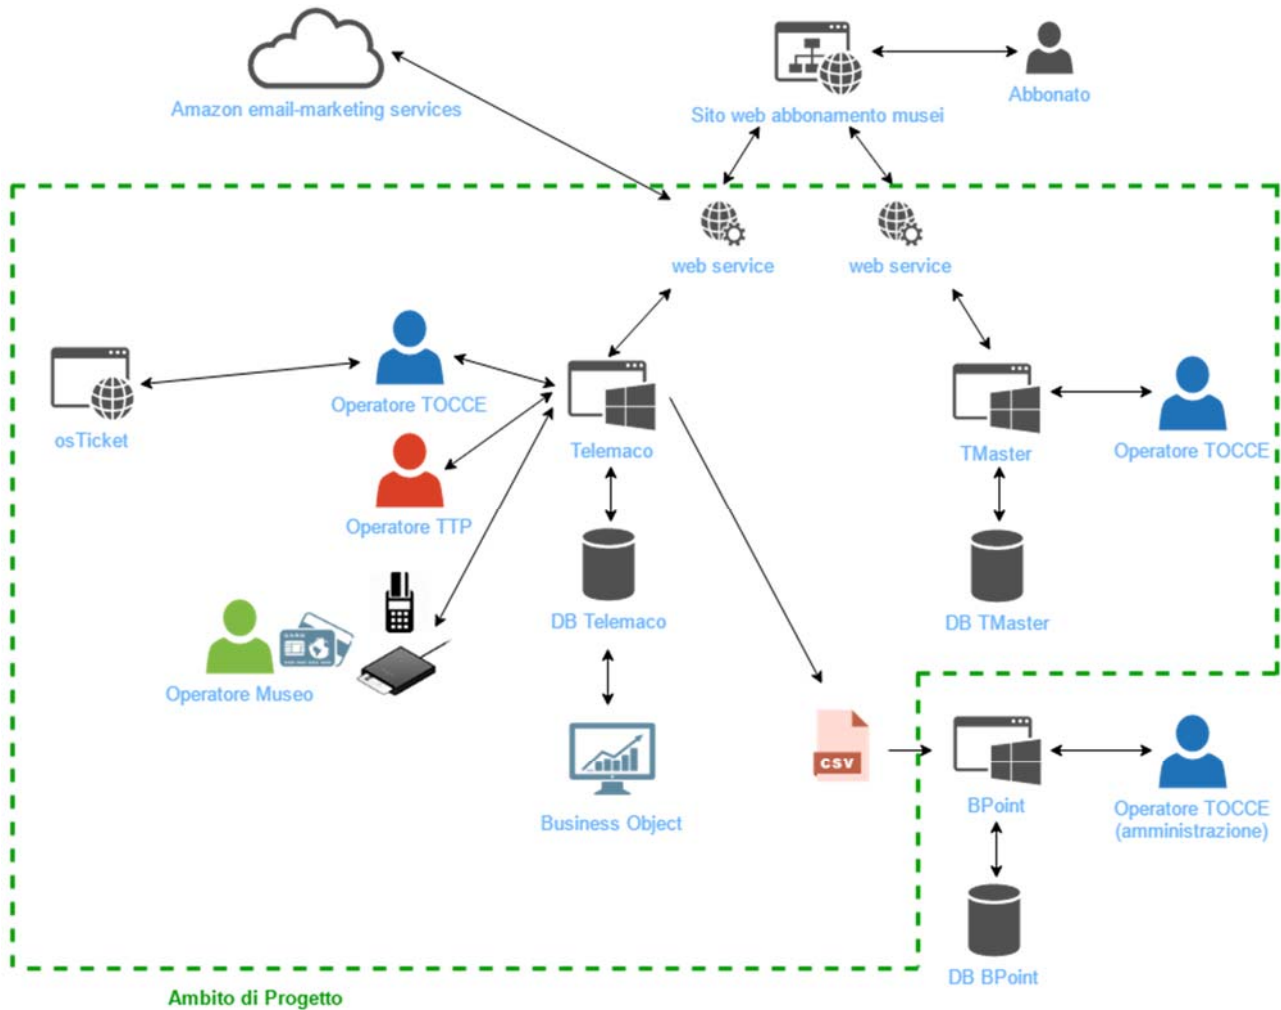 Amazon email-marketing services
Sito web abbonamento musei
Abbonato
web service
web service
osTicket
Operatore TOCCE
Telemaco
TMaster
Operatore TOCCE
Operatore TTP
DB Telemaco
DB TMaster
Operatore Museo
CSV
Business Object
BPoint
Operatore TOCCE
(amministrazione)
DB BPoint
Ambito di Progetto